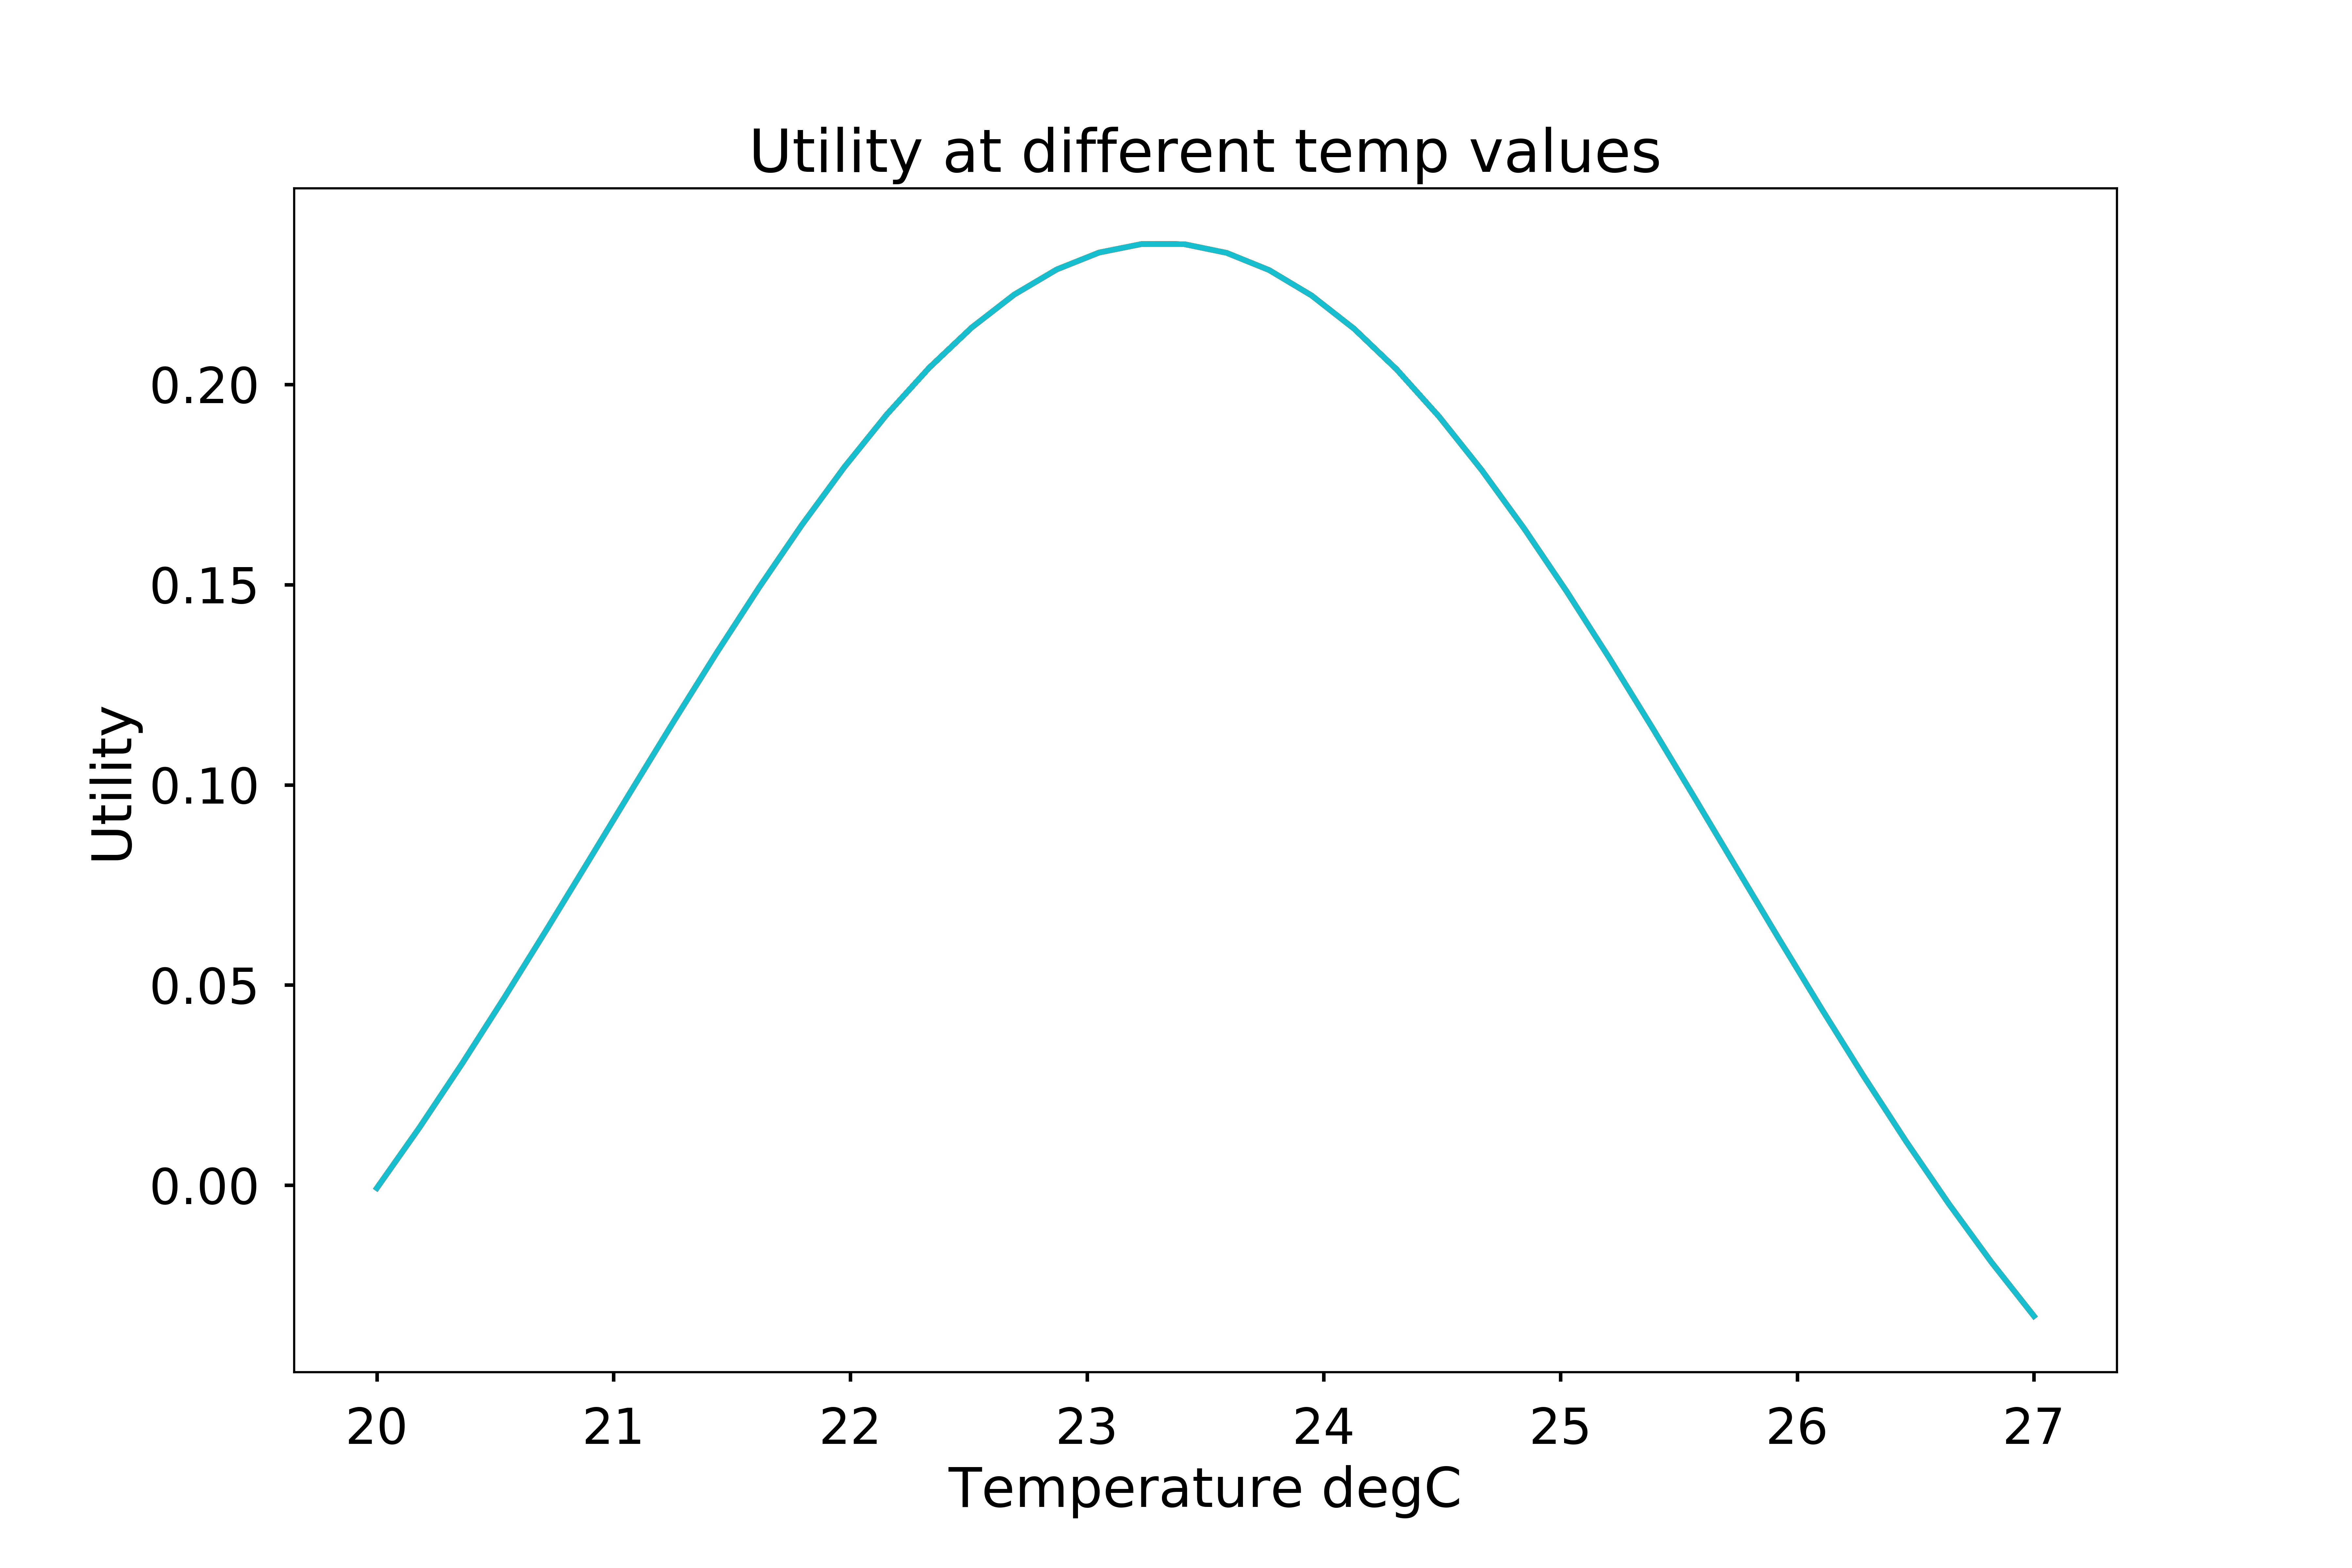 Utility at different temp values
Utility
0.20
0.15
0.10
0.05
0.00
20 21 22 23 24 25 26 27
Temperature degC